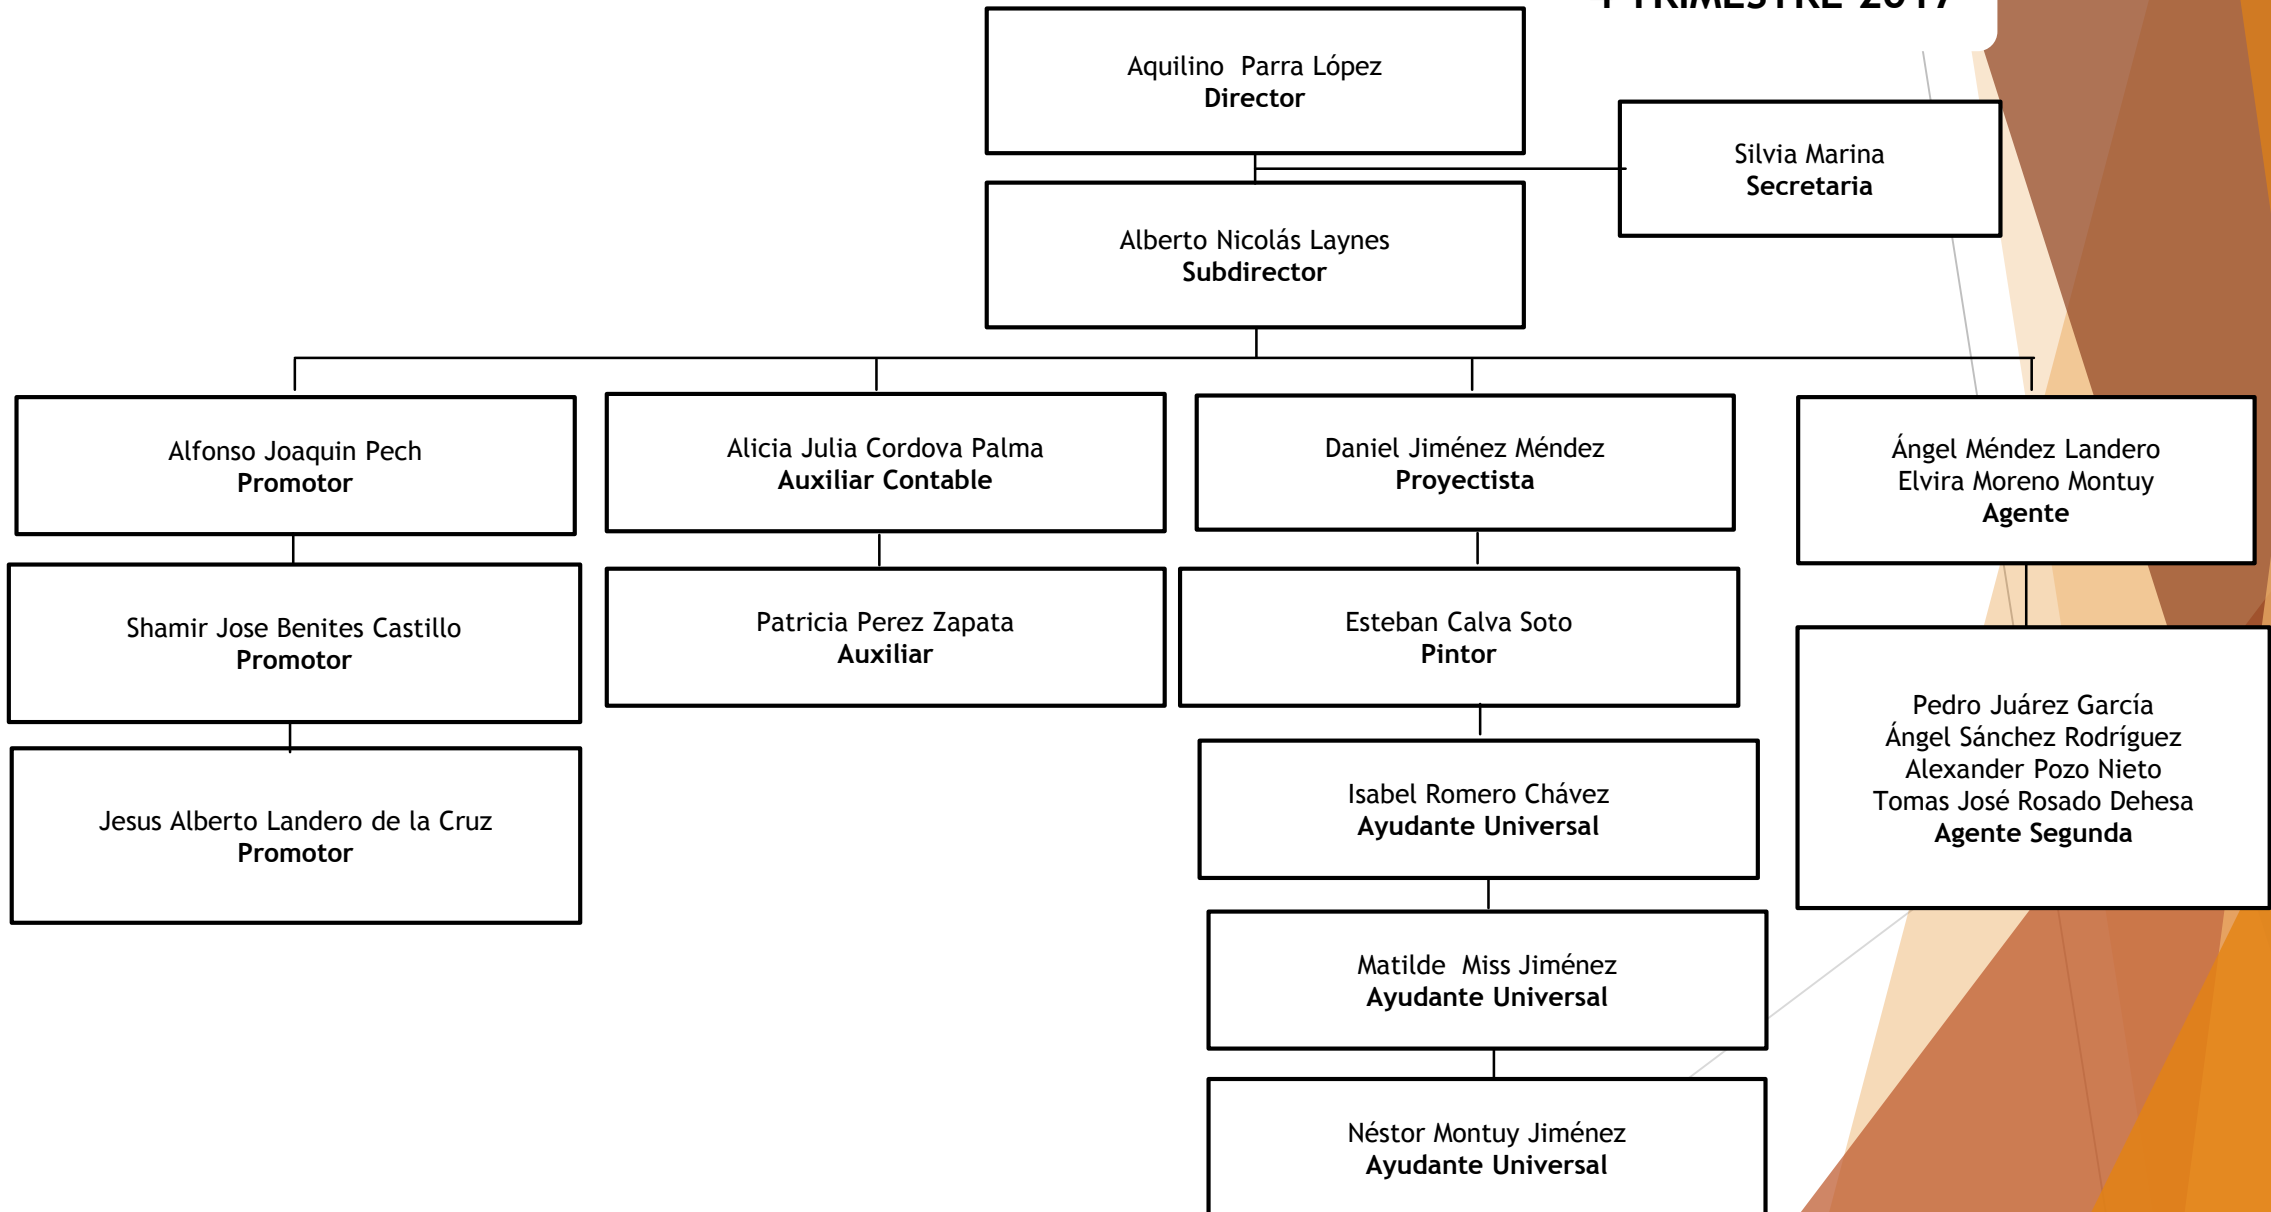 TRIMESTRE 2017
Aquilino Parra López
Director
Silvia Marina
Secretaria
Alberto Nicolás Laynes
Subdirector
Alfonso Joaquin Pech
Promotor
Alicia Julia Cordova Palma
Auxiliar Contable
Daniel Jiménez Méndez
Proyectista
Ángel Méndez Landero
Elvira Moreno Montuy
Agente
Shamir Jose Benites Castillo
Promotor
Patricia Perez Zapata
Auxiliar
Esteban Calva Soto
Pintor
Pedro Juárez García
Ángel Sánchez Rodríguez
Alexander Pozo Nieto
Tomas José Rosado Dehesa
Agente Segunda
Jesus Alberto Landero de la Cruz
Promotor
Isabel Romero Chávez
Ayudante Universal
Matilde Miss Jiménez
Ayudante Universal
Néstor Montuy Jiménez
Ayudante Universal